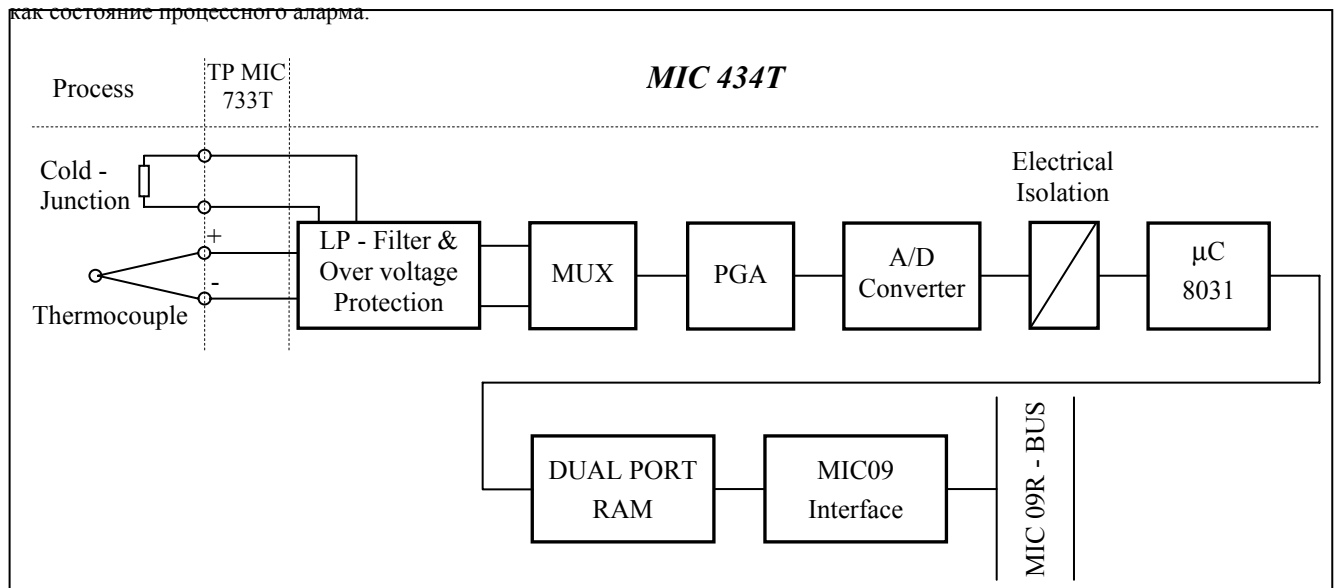 как состояние процессного аларма.
Process
TP MIC
733T
MIC 434T
Cold -
Junction
+
-
Thermocouple
LP - Filter &
Over voltage
Protection
MUX
PGA
A/D
Converter
Electrical
Isolation
μC
8031
DUAL PORT
RAM
MIC09
Interface
MIC 09R - BUS